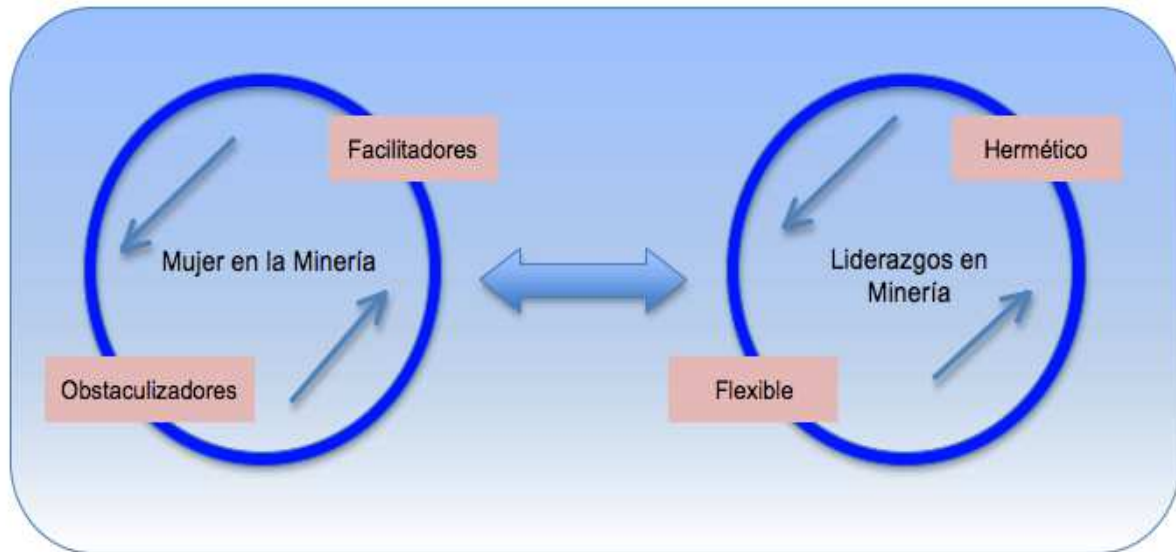 Facilitadores
Mujer en la Minería
Obstaculizadores
Hermético
Liderazgos en
Minería
Flexible